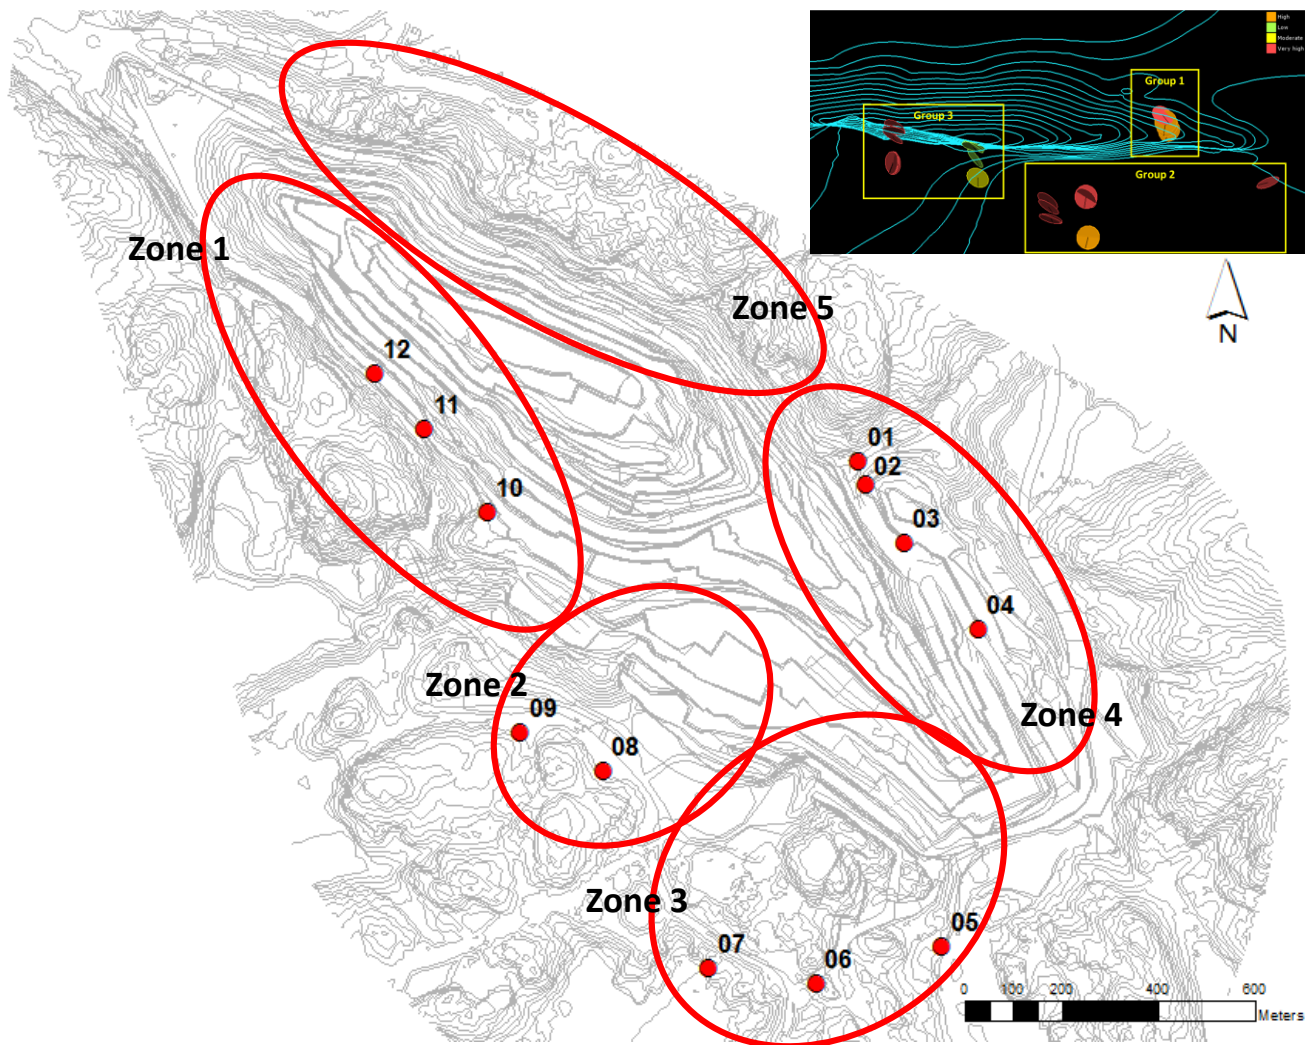 High
Low
Moderate
Very high
Group 1
Group 3
Group 2
Zone 1
Zone 5
N
12
11
01
02
10
03
04
Zone 2
Zone 4
09
08
Zone 3
05
07
06
0 100 200 400 600
Meters